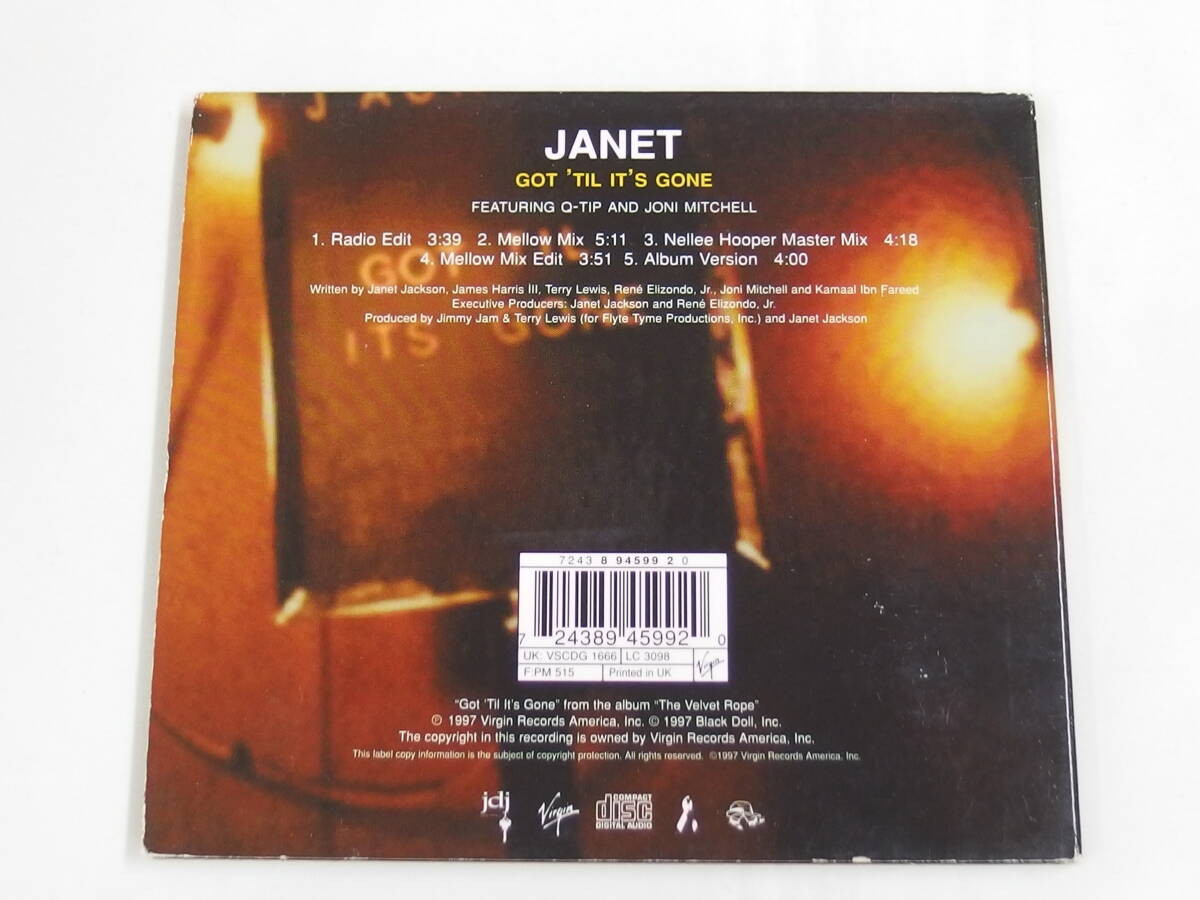 JANET
GOT 'TIL IT'S GONE
FEATURING Q-TIP AND JONI MITCHELL
1. Radio Edit 3:39 2. Mellow Mix 5:11 3. Nellee Hooper Master Mix 4:18
4. Mellow Mix Edit 3:51 5. Album Version 4:00
Written by Janet Jackson, James Harris III, Terry Lewis, René Elizondo, Jr., Joni Mitchell and Kamaal Ibn Fareed
Executive Producers: Janet Jackson and René Elizondo, Jr.
Produced by Jimmy Jam & Terry Lewis (for Flyte Tyme Productions, Inc.) and Janet Jackson
ITS
7243 8 94599 2 0
7 24389 45992 0
UK: VSCDG 1666 LC 3098
F:PM 515 Printed in UK Virgin
"Got 'Til It's Gone" from the album "The Velvet Rope"
℗ 1997 Virgin Records America, Inc. © 1997 Black Doll, Inc.
The copyright in this recording is owned by Virgin Records America, Inc.
This label copy information is the subject of copyright protection. All rights reserved. ©1997 Virgin Records America, Inc.
jdj Virgin COMPACT disc DIGITAL AUDIO